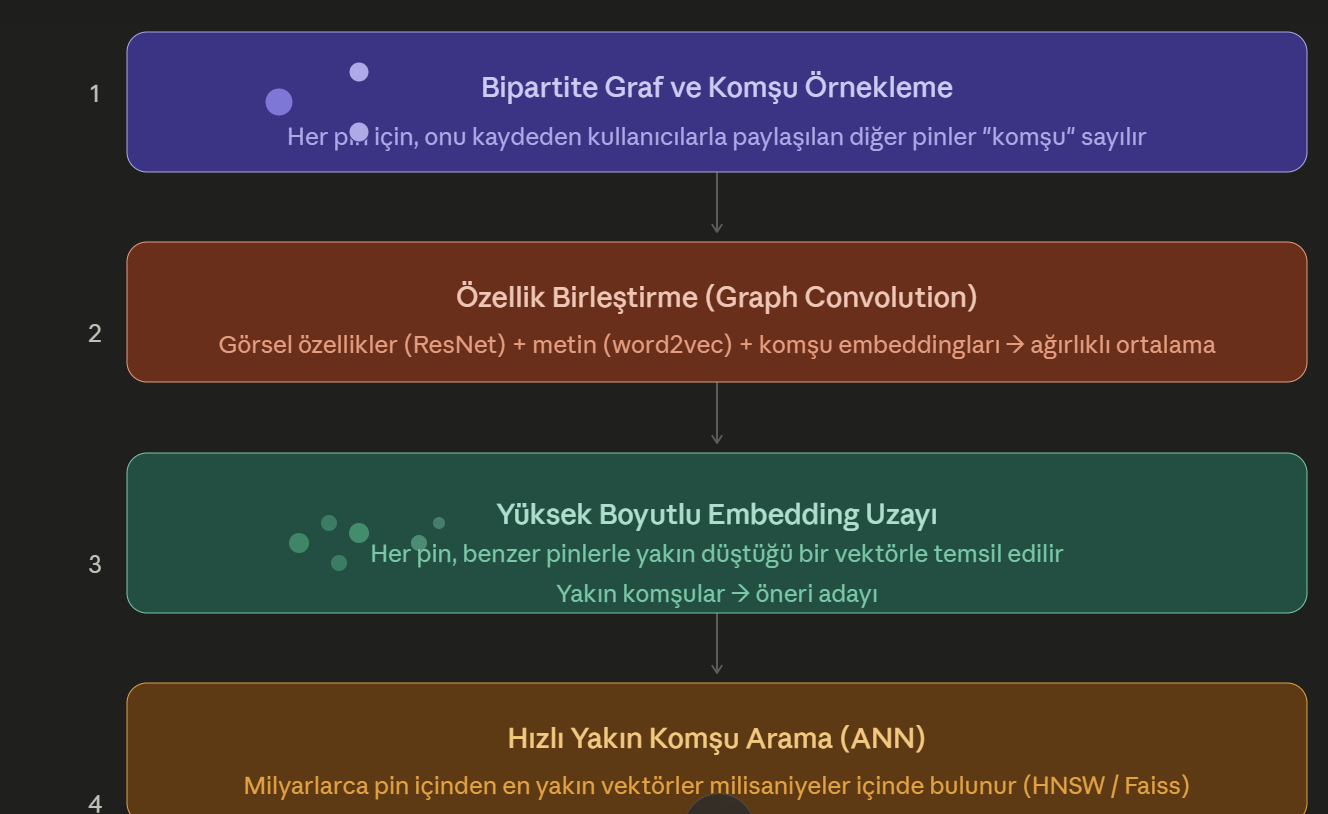 1
Bipartite Graf ve Komşu Örnekleme
Her pin için, onu kaydeden kullanıcılarla paylaşılan diğer pinler "komşu" sayılır
2
Özellik Birleştirme (Graph Convolution)
Görsel özellikler (ResNet) + metin (word2vec) + komşu embeddingları → ağırlıklı ortalama
3
Yüksek Boyutlu Embedding Uzayı
Her pin, benzer pinlerle yakın düştüğü bir vektörle temsil edilir
Yakın komşular → öneri adayı
4
Hızlı Yakın Komşu Arama (ANN)
Milyarlarca pin içinden en yakın vektörler milisaniyeler içinde bulunur (HNSW / Faiss)